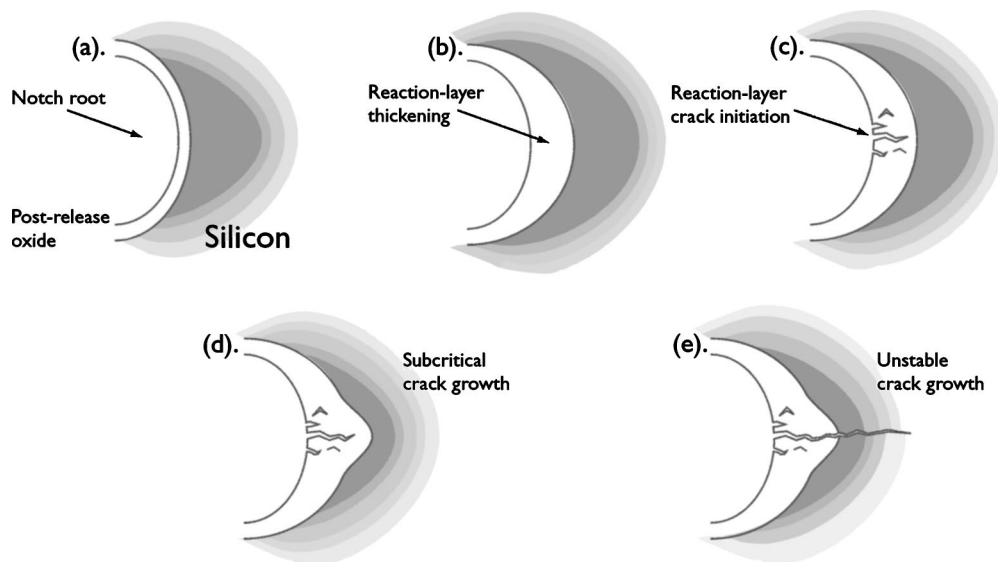 (a).
Notch root
Post-release
oxide
Silicon
(b).
Reaction-layer
thickening
(c).
Reaction-layer
crack initiation
(d).
Subcritical
crack growth
(e).
Unstable
crack growth